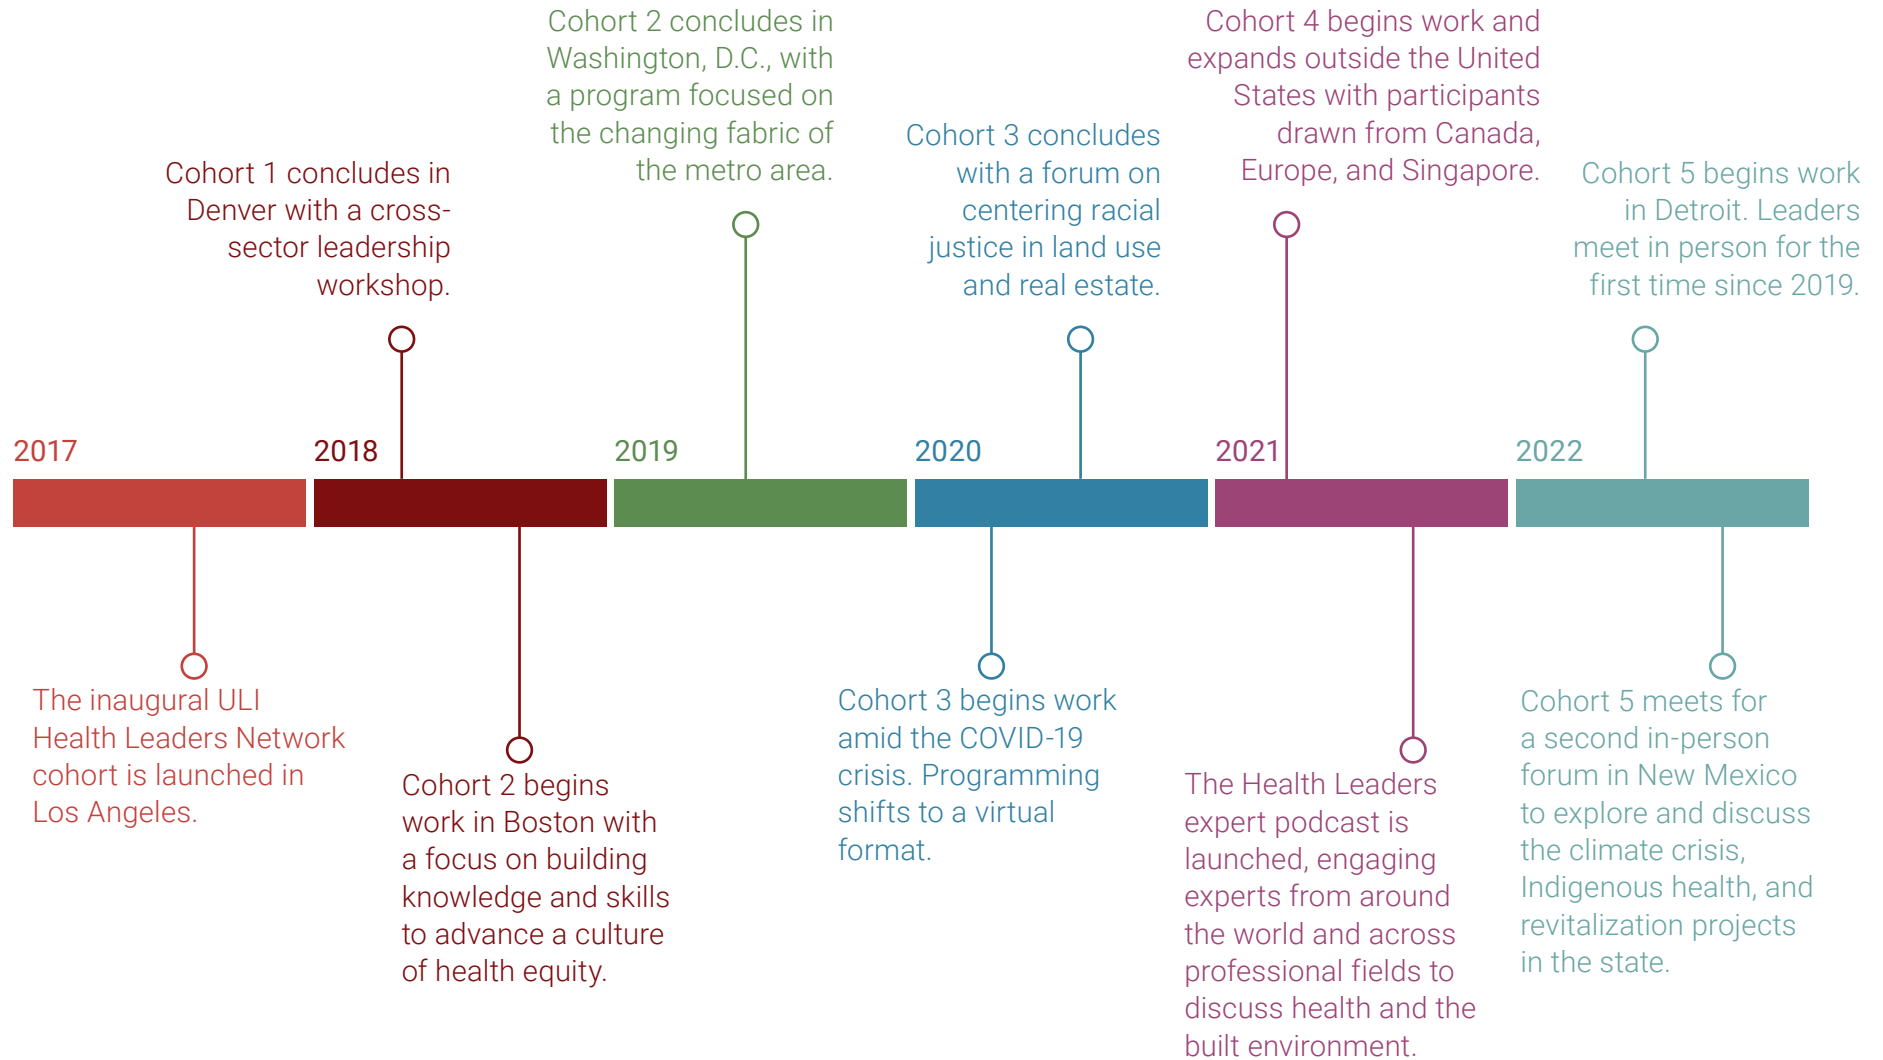 Cohort 2 concludes in
Washington, D.C., with
a program focused on
the changing fabric of
the metro area.
Cohort 4 begins work and
expands outside the United
States with participants
drawn from Canada,
Europe, and Singapore.
Cohort 3 concludes
with a forum on
centering racial
justice in land use
and real estate.
Cohort 1 concludes in
Denver with a cross-
sector leadership
workshop.
Cohort 5 begins work
in Detroit. Leaders
meet in person for the
first time since 2019.
2017
2018
2019
2020
2021
2022
The inaugural ULI
Health Leaders Network
cohort is launched in
Los Angeles.
Cohort 2 begins
work in Boston with
a focus on building
knowledge and skills
to advance a culture
of health equity.
Cohort 3 begins work
amid the COVID-19
crisis. Programming
shifts to a virtual
format.
The Health Leaders
expert podcast is
launched, engaging
experts from around
the world and across
professional fields to
discuss health and the
built environment.
Cohort 5 meets for
a second in-person
forum in New Mexico
to explore and discuss
the climate crisis,
Indigenous health, and
revitalization projects
in the state.